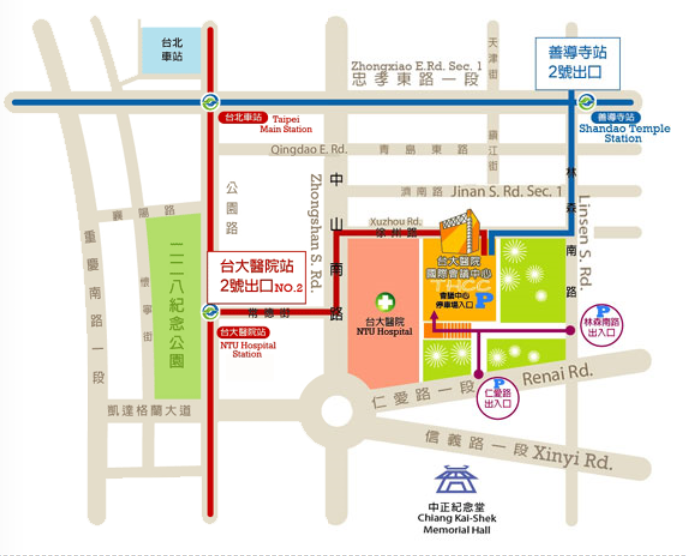 台北
車站
Zhongxiao E.Rd. Sec. 1
忠孝東路一段
天津街
善導寺站
2號出口
台北車站
Taipei
Main Station
善導寺站
Shandao Temple
Station
Qingdao E. Rd.
青島東路
鎮江街
濟南路
Jinan S. Rd. Sec. 1
林森南路
Linsen S. Rd.
公園路
中山南路
Zhongshan S. Rd.
Xuzhou Rd.
徐州路
襄陽路
重慶南路一段
懷寧街
二二八紀念公園
台大醫院站
2號出口NO.2
常德街
台大醫院站
NTU Hospital
Station
台大醫院
NTU Hospital
台大醫院
國際會議中心
THCC
會議中心
停車場入口
P
P
林森南路
出入口
P
仁愛路
出入口
仁愛路一段
Renai Rd.
凱達格蘭大道
信義路一段
Xinyi Rd.
中正紀念堂
Chiang Kai-Shek
Memorial Hall